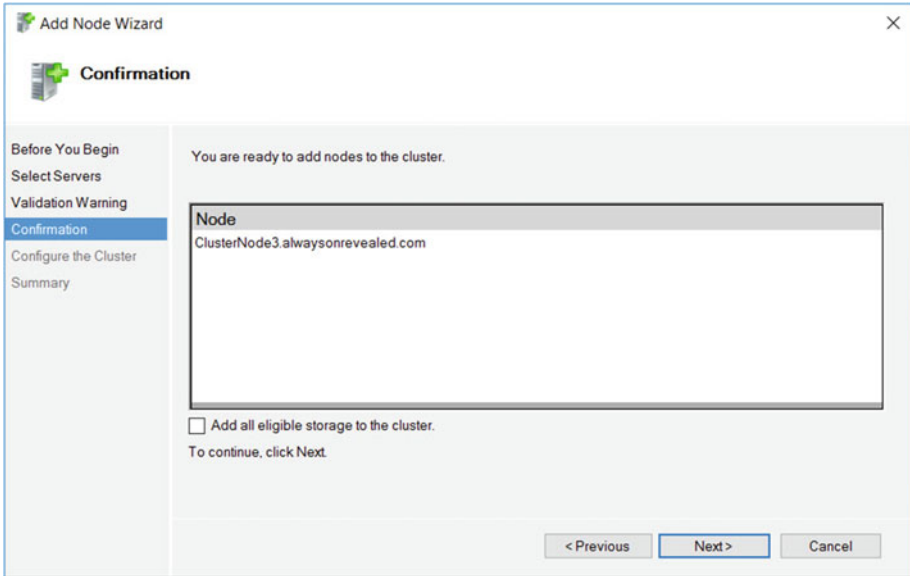 Add Node Wizard
Confirmation
Before You Begin
Select Servers
Validation Warning
Confirmation
Configure the Cluster
Summary
You are ready to add nodes to the cluster.
Node
ClusterNode3.alwaysonrevealed.com
Add all eligible storage to the cluster.
To continue, click Next.
< Previous
Next >
Cancel